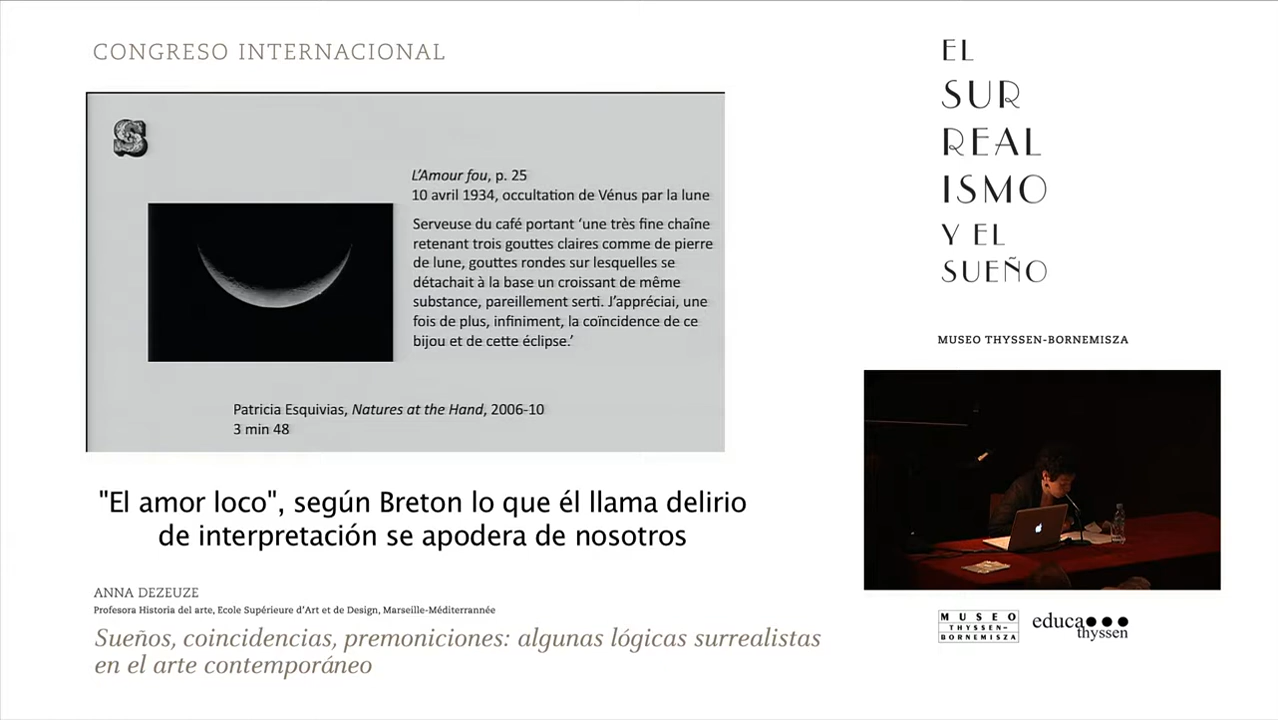 CONGRESO INTERNACIONAL
S
L'Amour fou, p. 25
10 avril 1934, occultation de Vénus par la lune
Serveuse du café portant ‘une très fine chaîne
retenant trois gouttes claires comme de pierre
de lune, gouttes rondes sur lesquelles se
détachait à la base un croissant de même
substance, pareillement serti. J'appréciai, une
fois de plus, infiniment, la coïncidence de ce
bijou et de cette éclipse.’
Patricia Esquivias, Natures at the Hand, 2006-10
3 min 48
"El amor loco", según Breton lo que él llama delirio
de interpretación se apodera de nosotros
ANNA DEZEUZE
Profesora Historia del arte, Ecole Supérieure d'Art et de Design, Marseille-Méditerrannée
Sueños, coincidencias, premoniciones: algunas lógicas surrealistas
en el arte contemporáneo
EL
SUR
REAL
ISMO
Y EL
SUEÑO
MUSEO THYSSEN-BORNEMISZA
MUSEO
THYSSEN-
BORNEMISZA
educa
thyssen